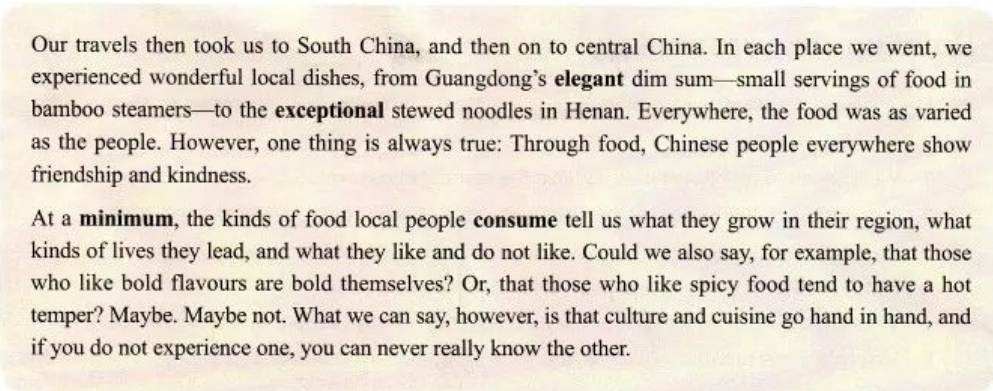 Our travels then took us to South China, and then on to central China. In each place we went, we
experienced wonderful local dishes, from Guangdong's elegant dim sum—small servings of food in
bamboo steamers—to the exceptional stewed noodles in Henan. Everywhere, the food was as varied
as the people. However, one thing is always true: Through food, Chinese people everywhere show
friendship and kindness.
At a minimum, the kinds of food local people consume tell us what they grow in their region, what
kinds of lives they lead, and what they like and do not like. Could we also say, for example, that those
who like bold flavours are bold themselves? Or, that those who like spicy food tend to have a hot
temper? Maybe. Maybe not. What we can say, however, is that culture and cuisine go hand in hand, and
if you do not experience one, you can never really know the other.